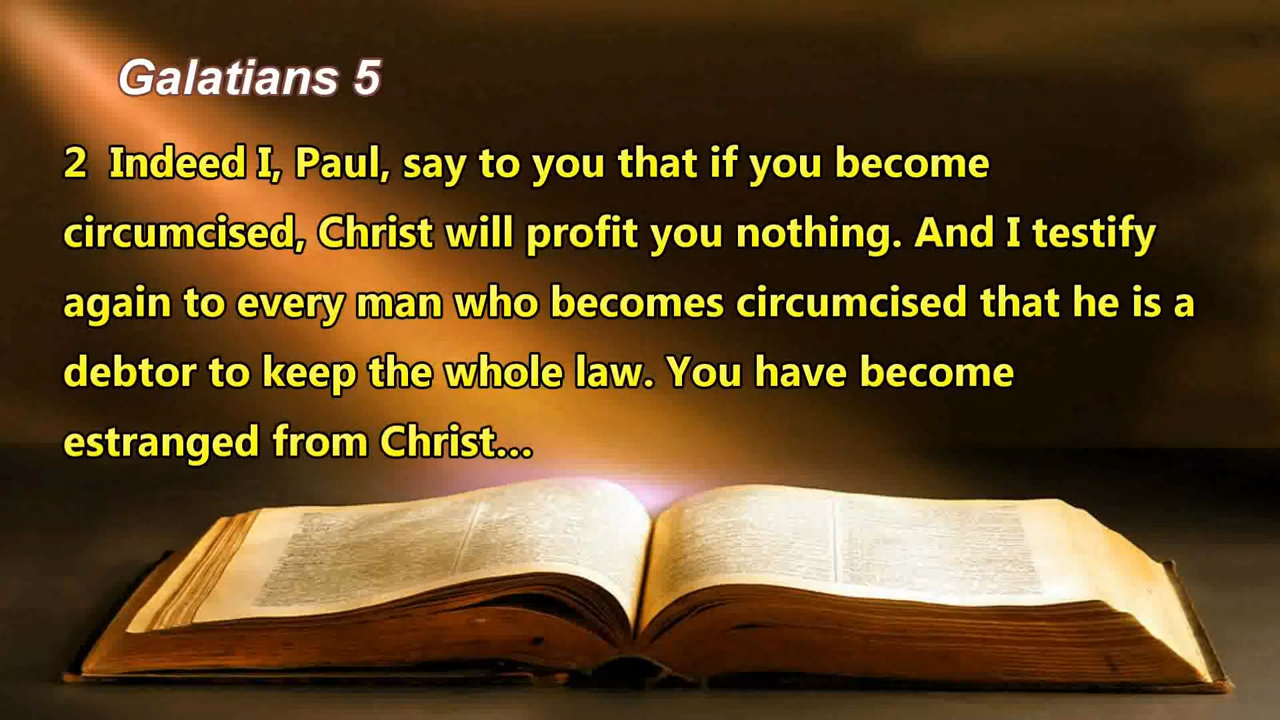 Galatians 5
2 Indeed I, Paul, say to you that if you become
circumcised, Christ will profit you nothing. And I testify
again to every man who becomes circumcised that he is a
debtor to keep the whole law. You have become
estranged from Christ...